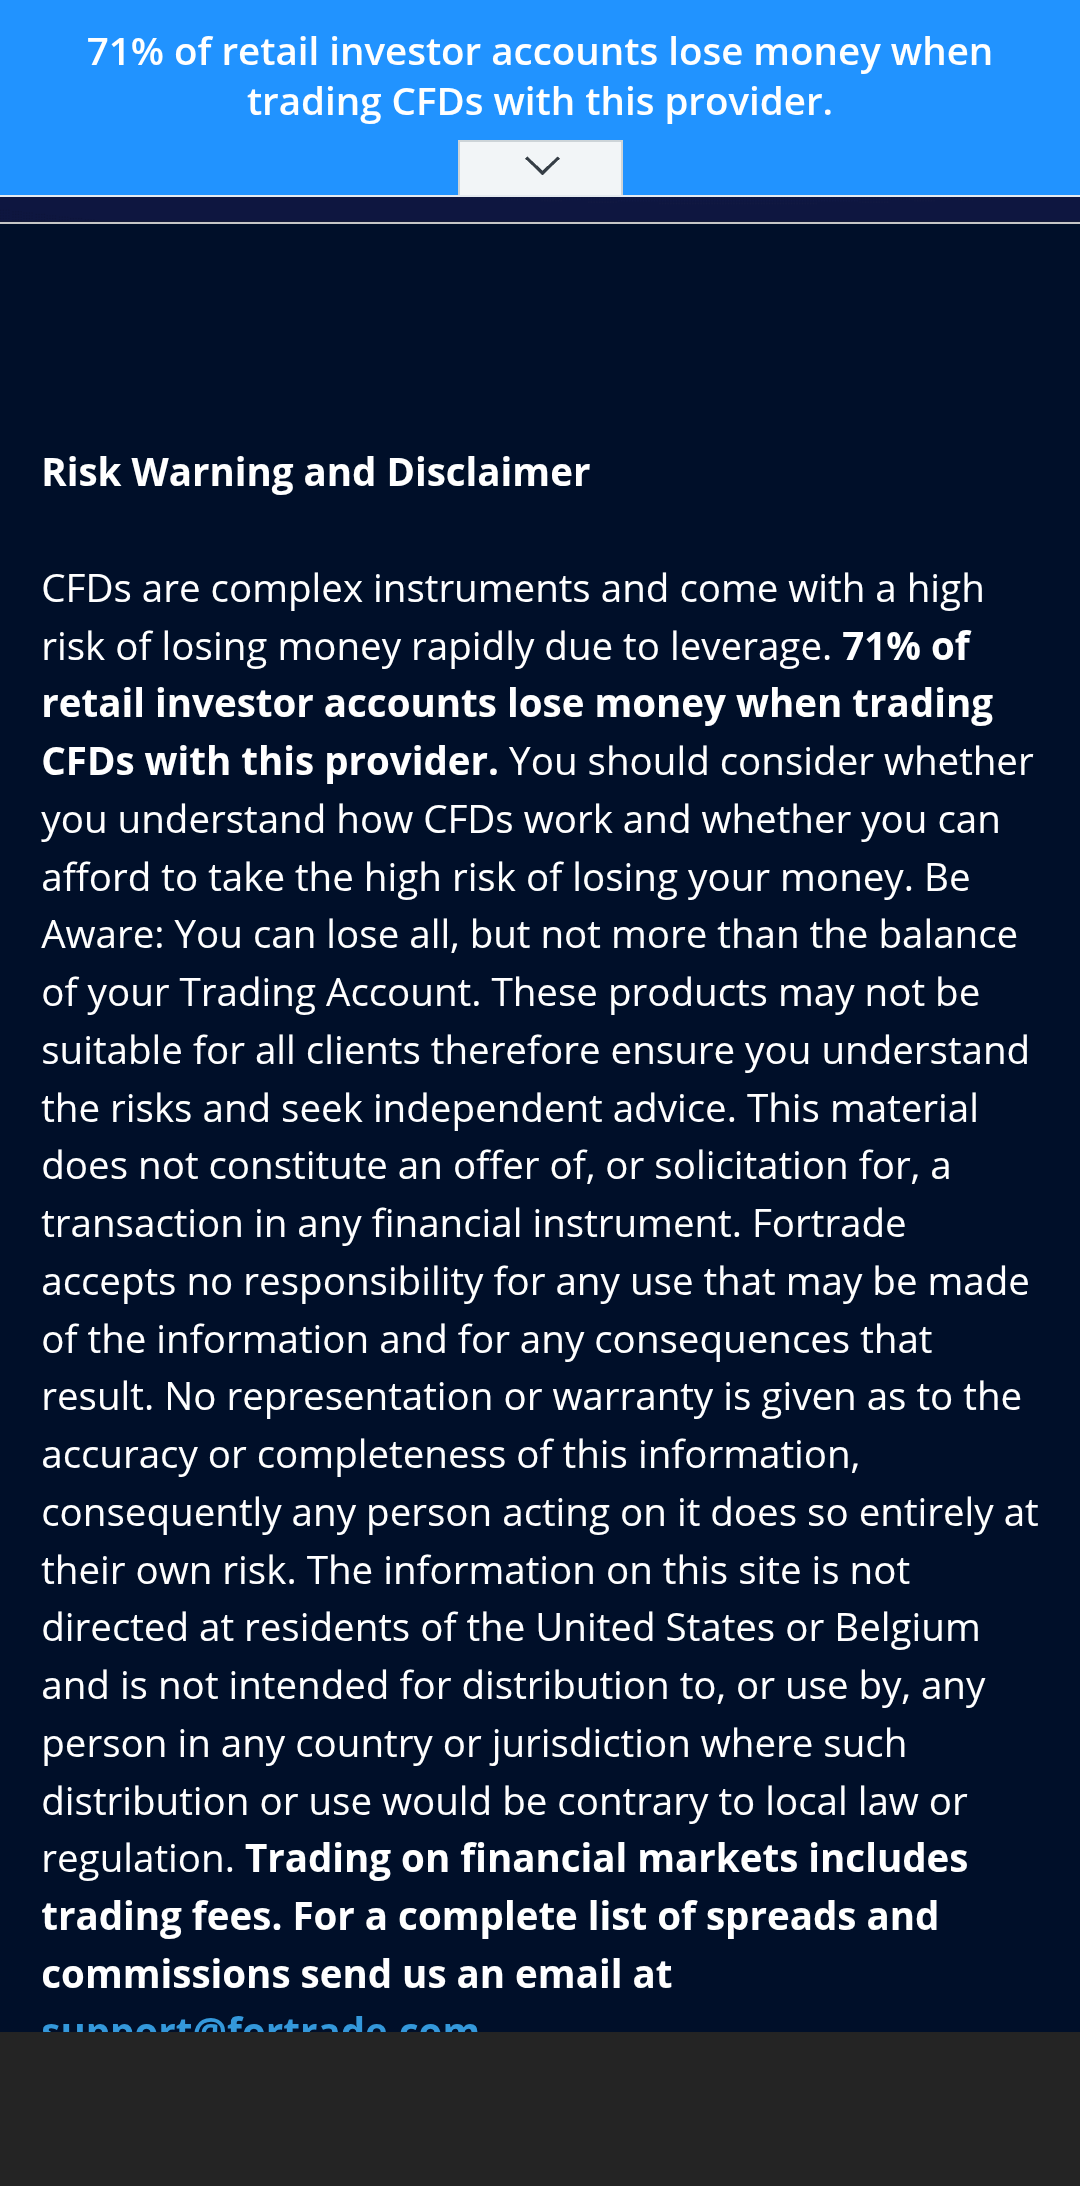 71% of retail investor accounts lose money when
trading CFDs with this provider.
Risk Warning and Disclaimer
CFDs are complex instruments and come with a high
risk of losing money rapidly due to leverage. 71% of
retail investor accounts lose money when trading
CFDs with this provider. You should consider whether
you understand how CFDs work and whether you can
afford to take the high risk of losing your money. Be
Aware: You can lose all, but not more than the balance
of your Trading Account. These products may not be
suitable for all clients therefore ensure you understand
the risks and seek independent advice. This material
does not constitute an offer of, or solicitation for, a
transaction in any financial instrument. Fortrade
accepts no responsibility for any use that may be made
of the information and for any consequences that
result. No representation or warranty is given as to the
accuracy or completeness of this information,
consequently any person acting on it does so entirely at
their own risk. The information on this site is not
directed at residents of the United States or Belgium
and is not intended for distribution to, or use by, any
person in any country or jurisdiction where such
distribution or use would be contrary to local law or
regulation. Trading on financial markets includes
trading fees. For a complete list of spreads and
commissions send us an email at
support@fortrade.com